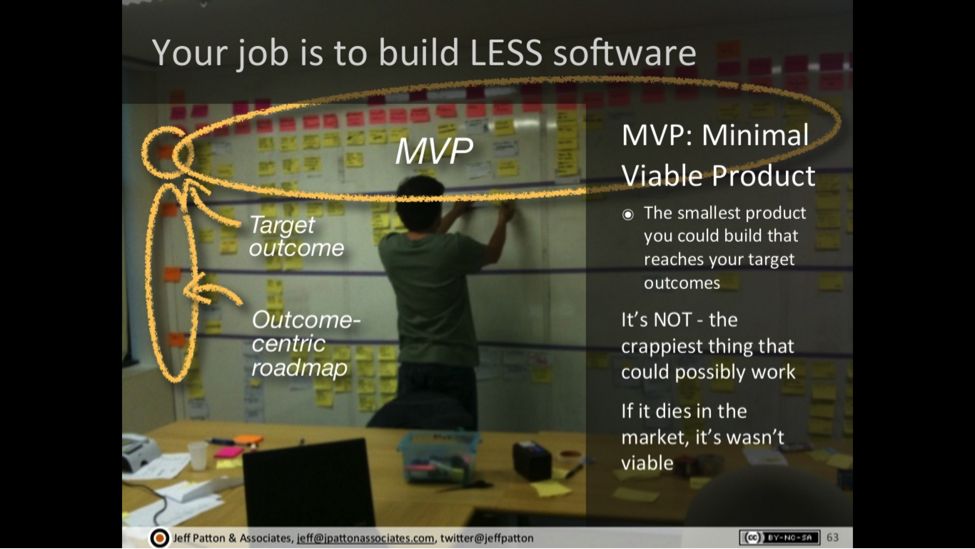 Your job is to build LESS software
MVP
Target
outcome
Outcome-
centric
roadmap
MVP: Minimal
Viable Product
The smallest product
you could build that
reaches your target
outcomes
It’s NOT - the
crappiest thing that
could possibly work
If it dies in the
market, it’s wasn’t
viable
Jeff Patton & Associates, jeff@jpattonassociates.com, twitter@jeffpatton
cc BY-NC-SA 63